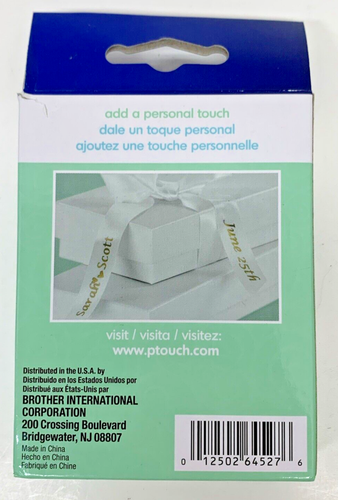 add a personal touch
dale un toque personal
ajoutez une touche personnelle
Sarah Scott
June 25th
visit / visita / visitez:
www.ptouch.com
Distributed in the U.S.A. by
Distribuido en los Estados Unidos por
Distribué aux États-Unis par
BROTHER INTERNATIONAL
CORPORATION
200 Crossing Boulevard
Bridgewater, NJ 08807
Made in China
Hecho en China
Fabriqué en Chine
0 12502 64527 6